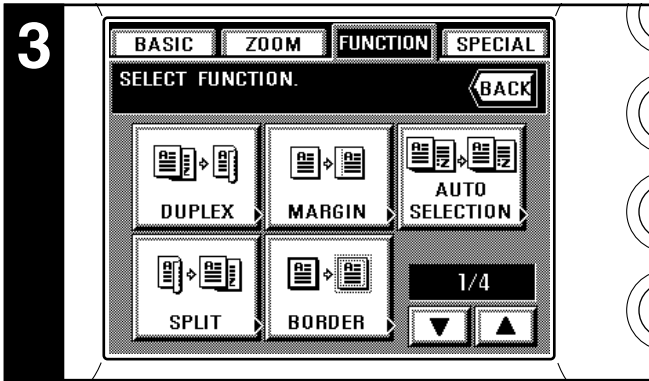 3
BASIC ZOOM FUNCTION SPECIAL
SELECT FUNCTION.
BACK
DUPLEX MARGIN AUTO SELECTION
SPLIT BORDER
1/4